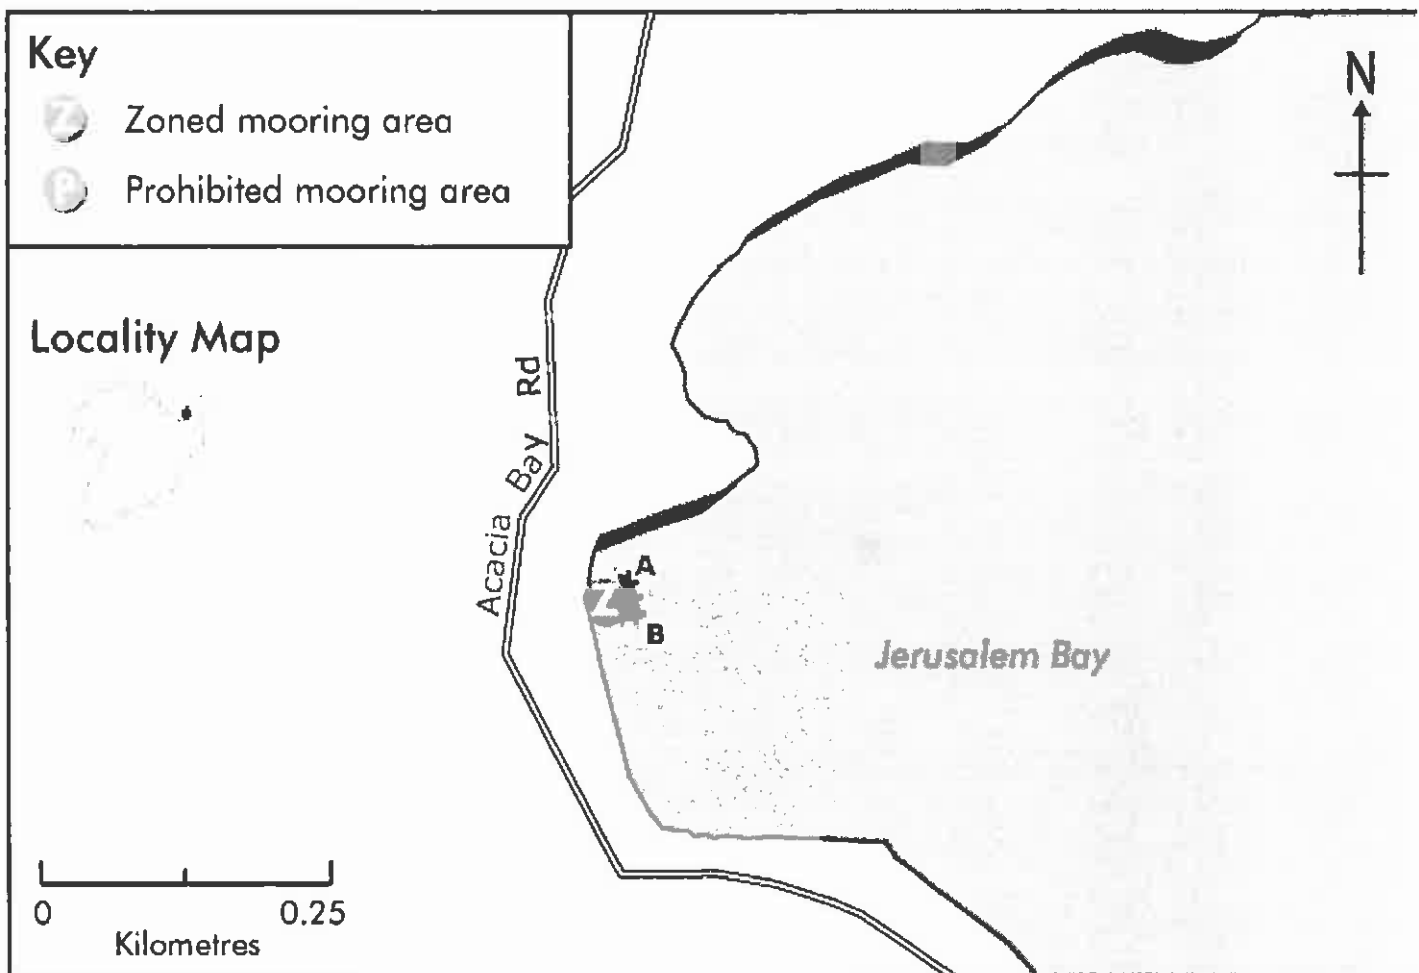 Key
Z Zoned mooring area
P Prohibited mooring area
N
Locality Map
Acacia Bay Rd
A
Z
B
Jerusalem Bay
0 0.25
Kilometres